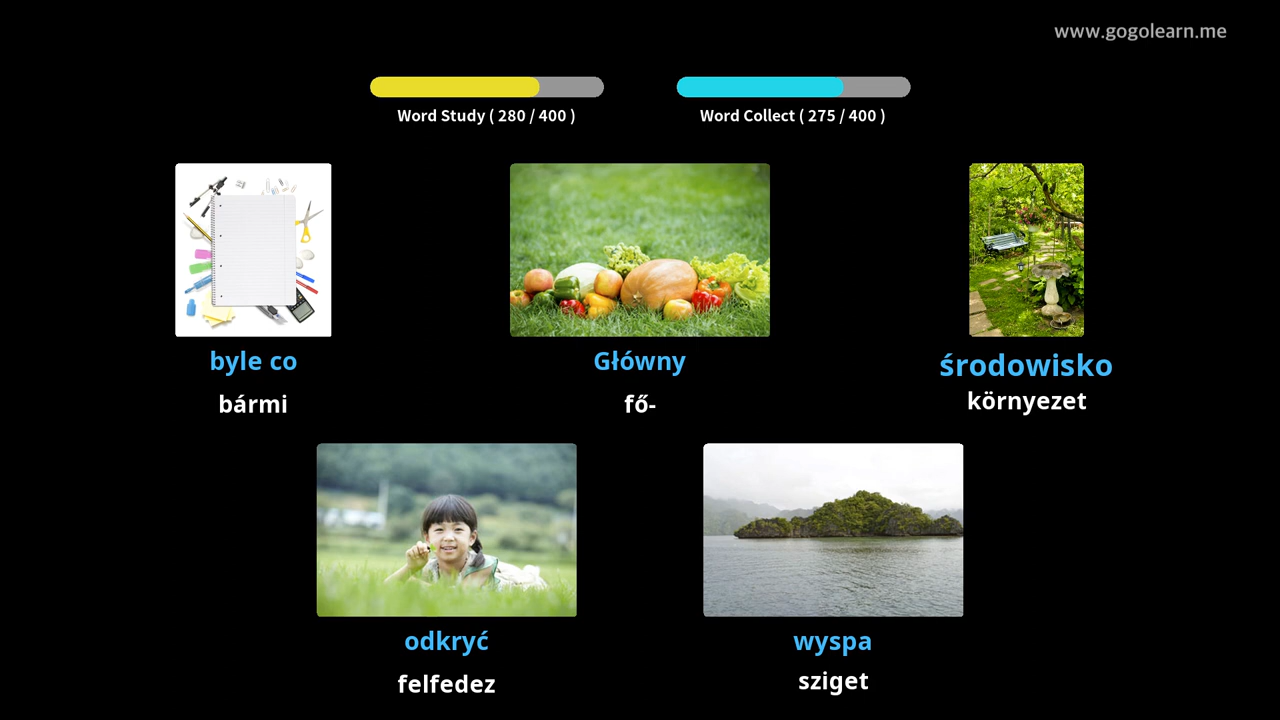 www.gogolearn.me
Word Study ( 280 / 400 )
Word Collect ( 275 / 400 )
byle co
bármi
Główny
fő-
środowisko
környezet
odkryć
felfedez
wyspa
sziget